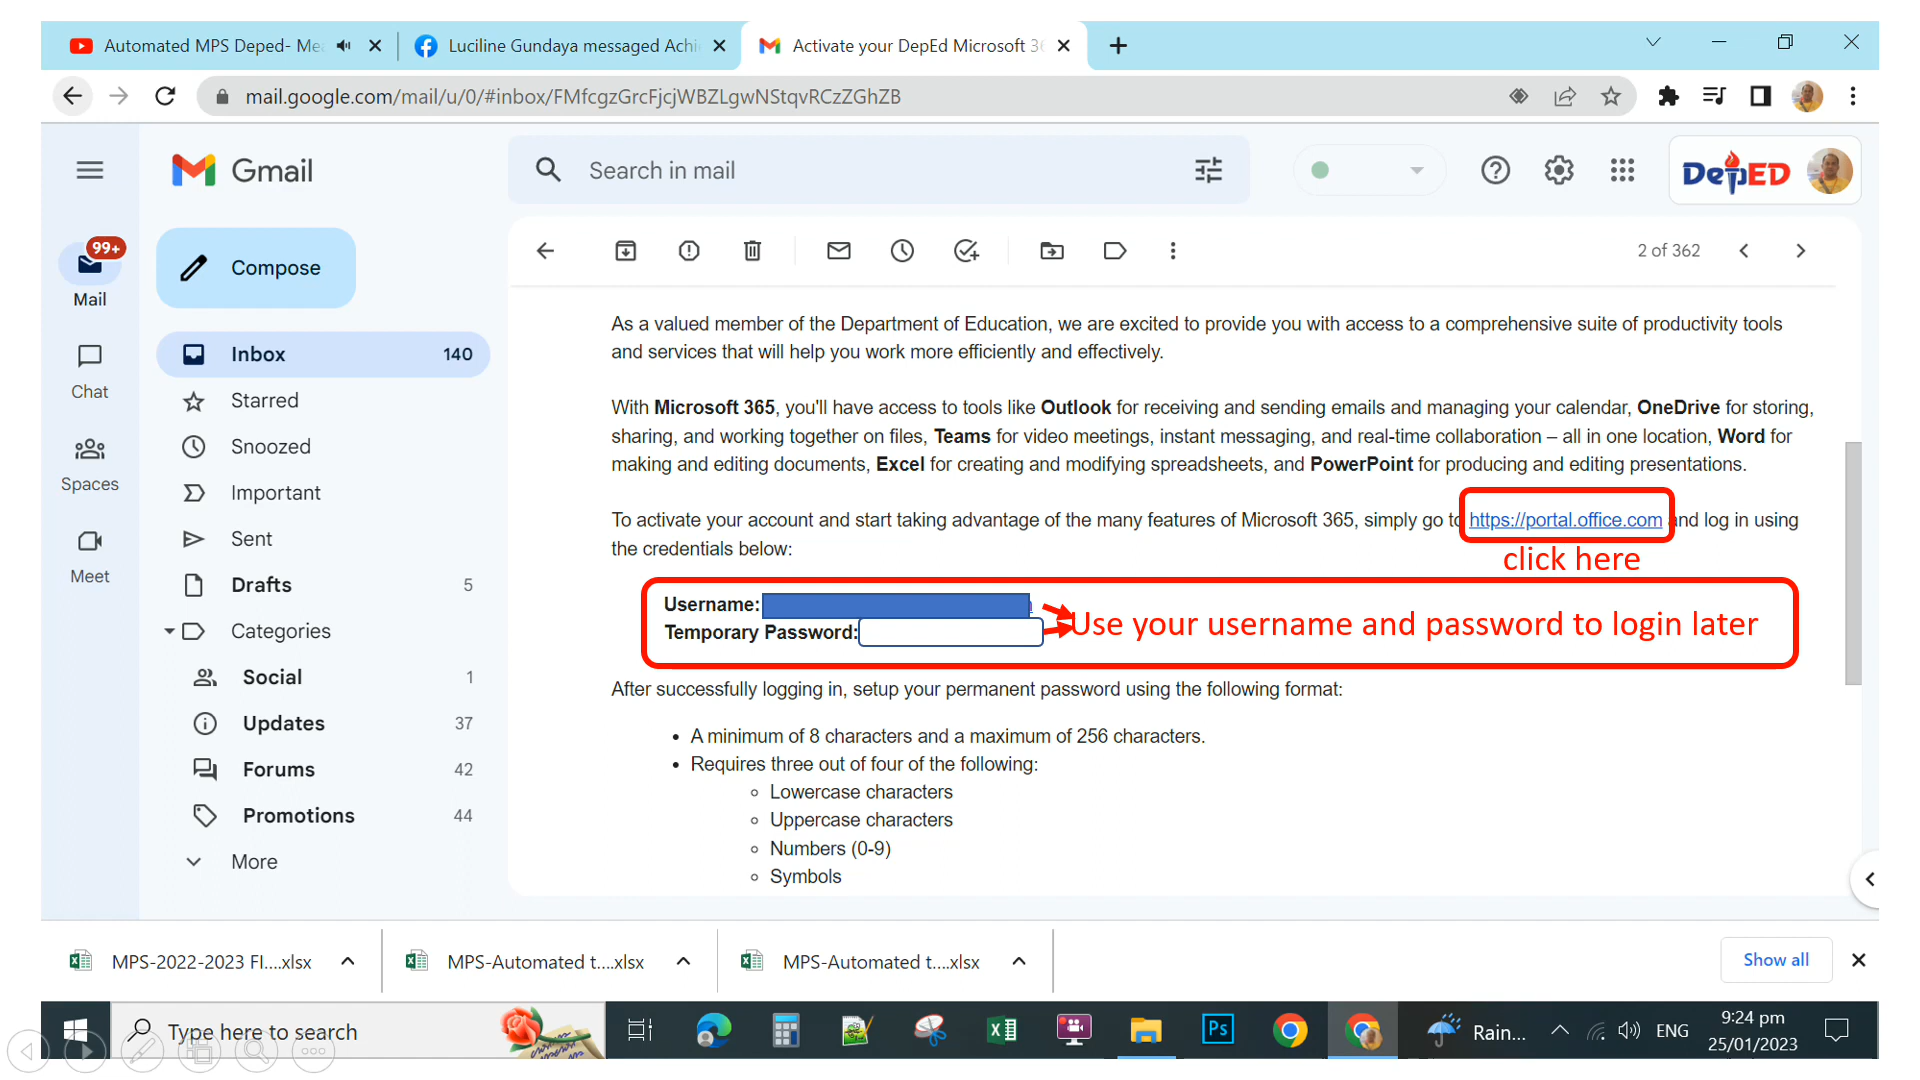 Automated MPS Deped- Mea
Luciline Gundaya messaged Achi
Activate your DepEd Microsoft 36
mail.google.com/mail/u/0/#inbox/FMfcgzGrcFjcjWBZLgwNStqvRCzZGhZB
Gmail
Search in mail
DepED
99+
Mail
Compose
2 of 362
Inbox 140
Chat
Starred
Snoozed
Spaces
Important
Sent
Meet
Drafts 5
Categories
Social 1
Updates 37
Forums 42
Promotions 44
More
As a valued member of the Department of Education, we are excited to provide you with access to a comprehensive suite of productivity tools
and services that will help you work more efficiently and effectively.
With Microsoft 365, you'll have access to tools like Outlook for receiving and sending emails and managing your calendar, OneDrive for storing,
sharing, and working together on files, Teams for video meetings, instant messaging, and real-time collaboration – all in one location, Word for
making and editing documents, Excel for creating and modifying spreadsheets, and PowerPoint for producing and editing presentations.
To activate your account and start taking advantage of the many features of Microsoft 365, simply go to https://portal.office.com and log in using
the credentials below:
click here
Username:
Temporary Password:
Use your username and password to login later
After successfully logging in, setup your permanent password using the following format:
• A minimum of 8 characters and a maximum of 256 characters.
• Requires three out of four of the following:
◦ Lowercase characters
◦ Uppercase characters
◦ Numbers (0-9)
◦ Symbols
MPS-2022-2023 FI....xlsx
MPS-Automated t....xlsx
MPS-Automated t....xlsx
Show all
Type here to search
Ps
Rain...
ENG
9:24 pm
25/01/2023